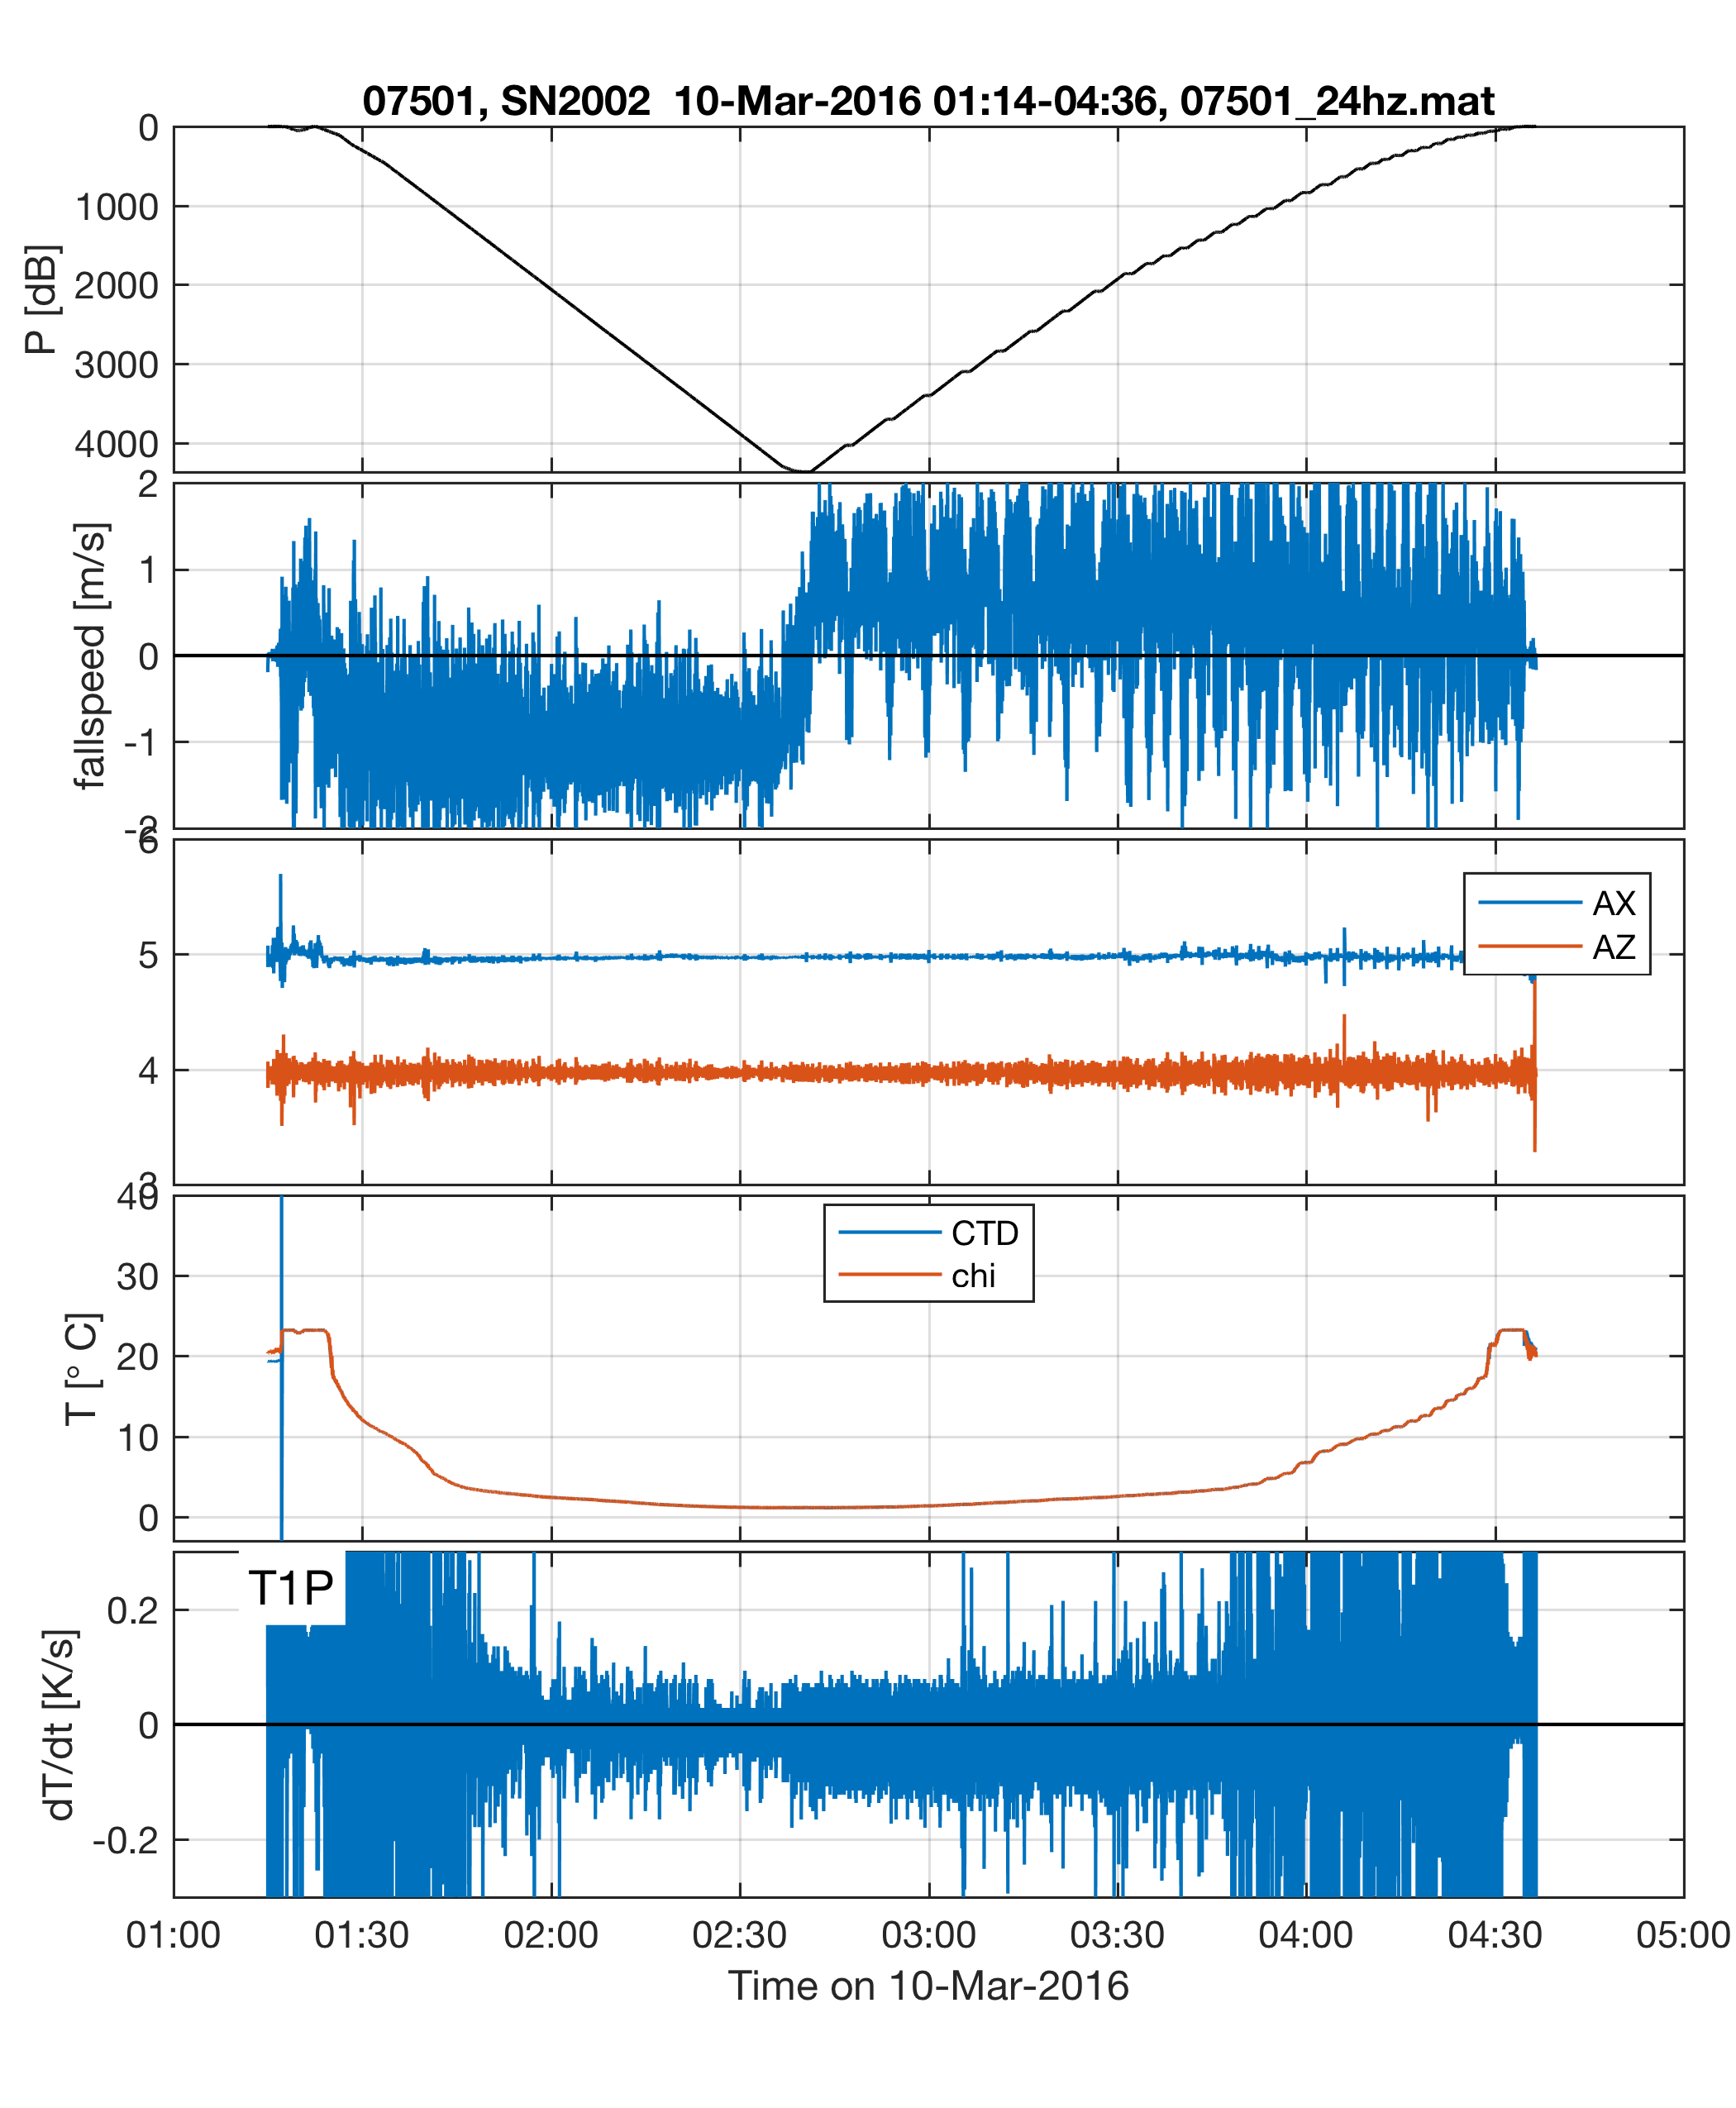 07501, SN2002  10-Mar-2016 01:14-04:36, 07501_24hz.mat
0
1000
2000
3000
4000
P [dB]
2
1
0
-1
-2
fallspeed [m/s]
6
5
4
3
AX
AZ
40
30
20
10
0
T [° C]
CTD
chi
T1P
0.2
0
-0.2
dT/dt [K/s]
01:00 01:30 02:00 02:30 03:00 03:30 04:00 04:30 05:00
Time on 10-Mar-2016